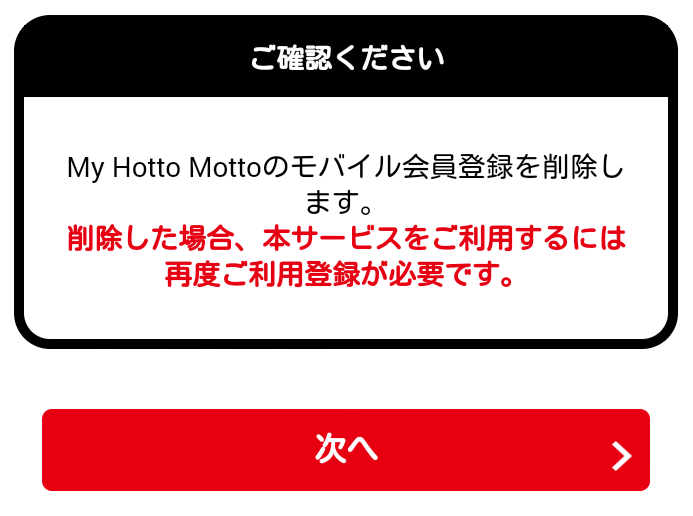 ご確認ください
My Hotto Mottoのモバイル会員登録を削除し
ます。
削除した場合、本サービスをご利用するには
再度ご利用登録が必要です。
次へ